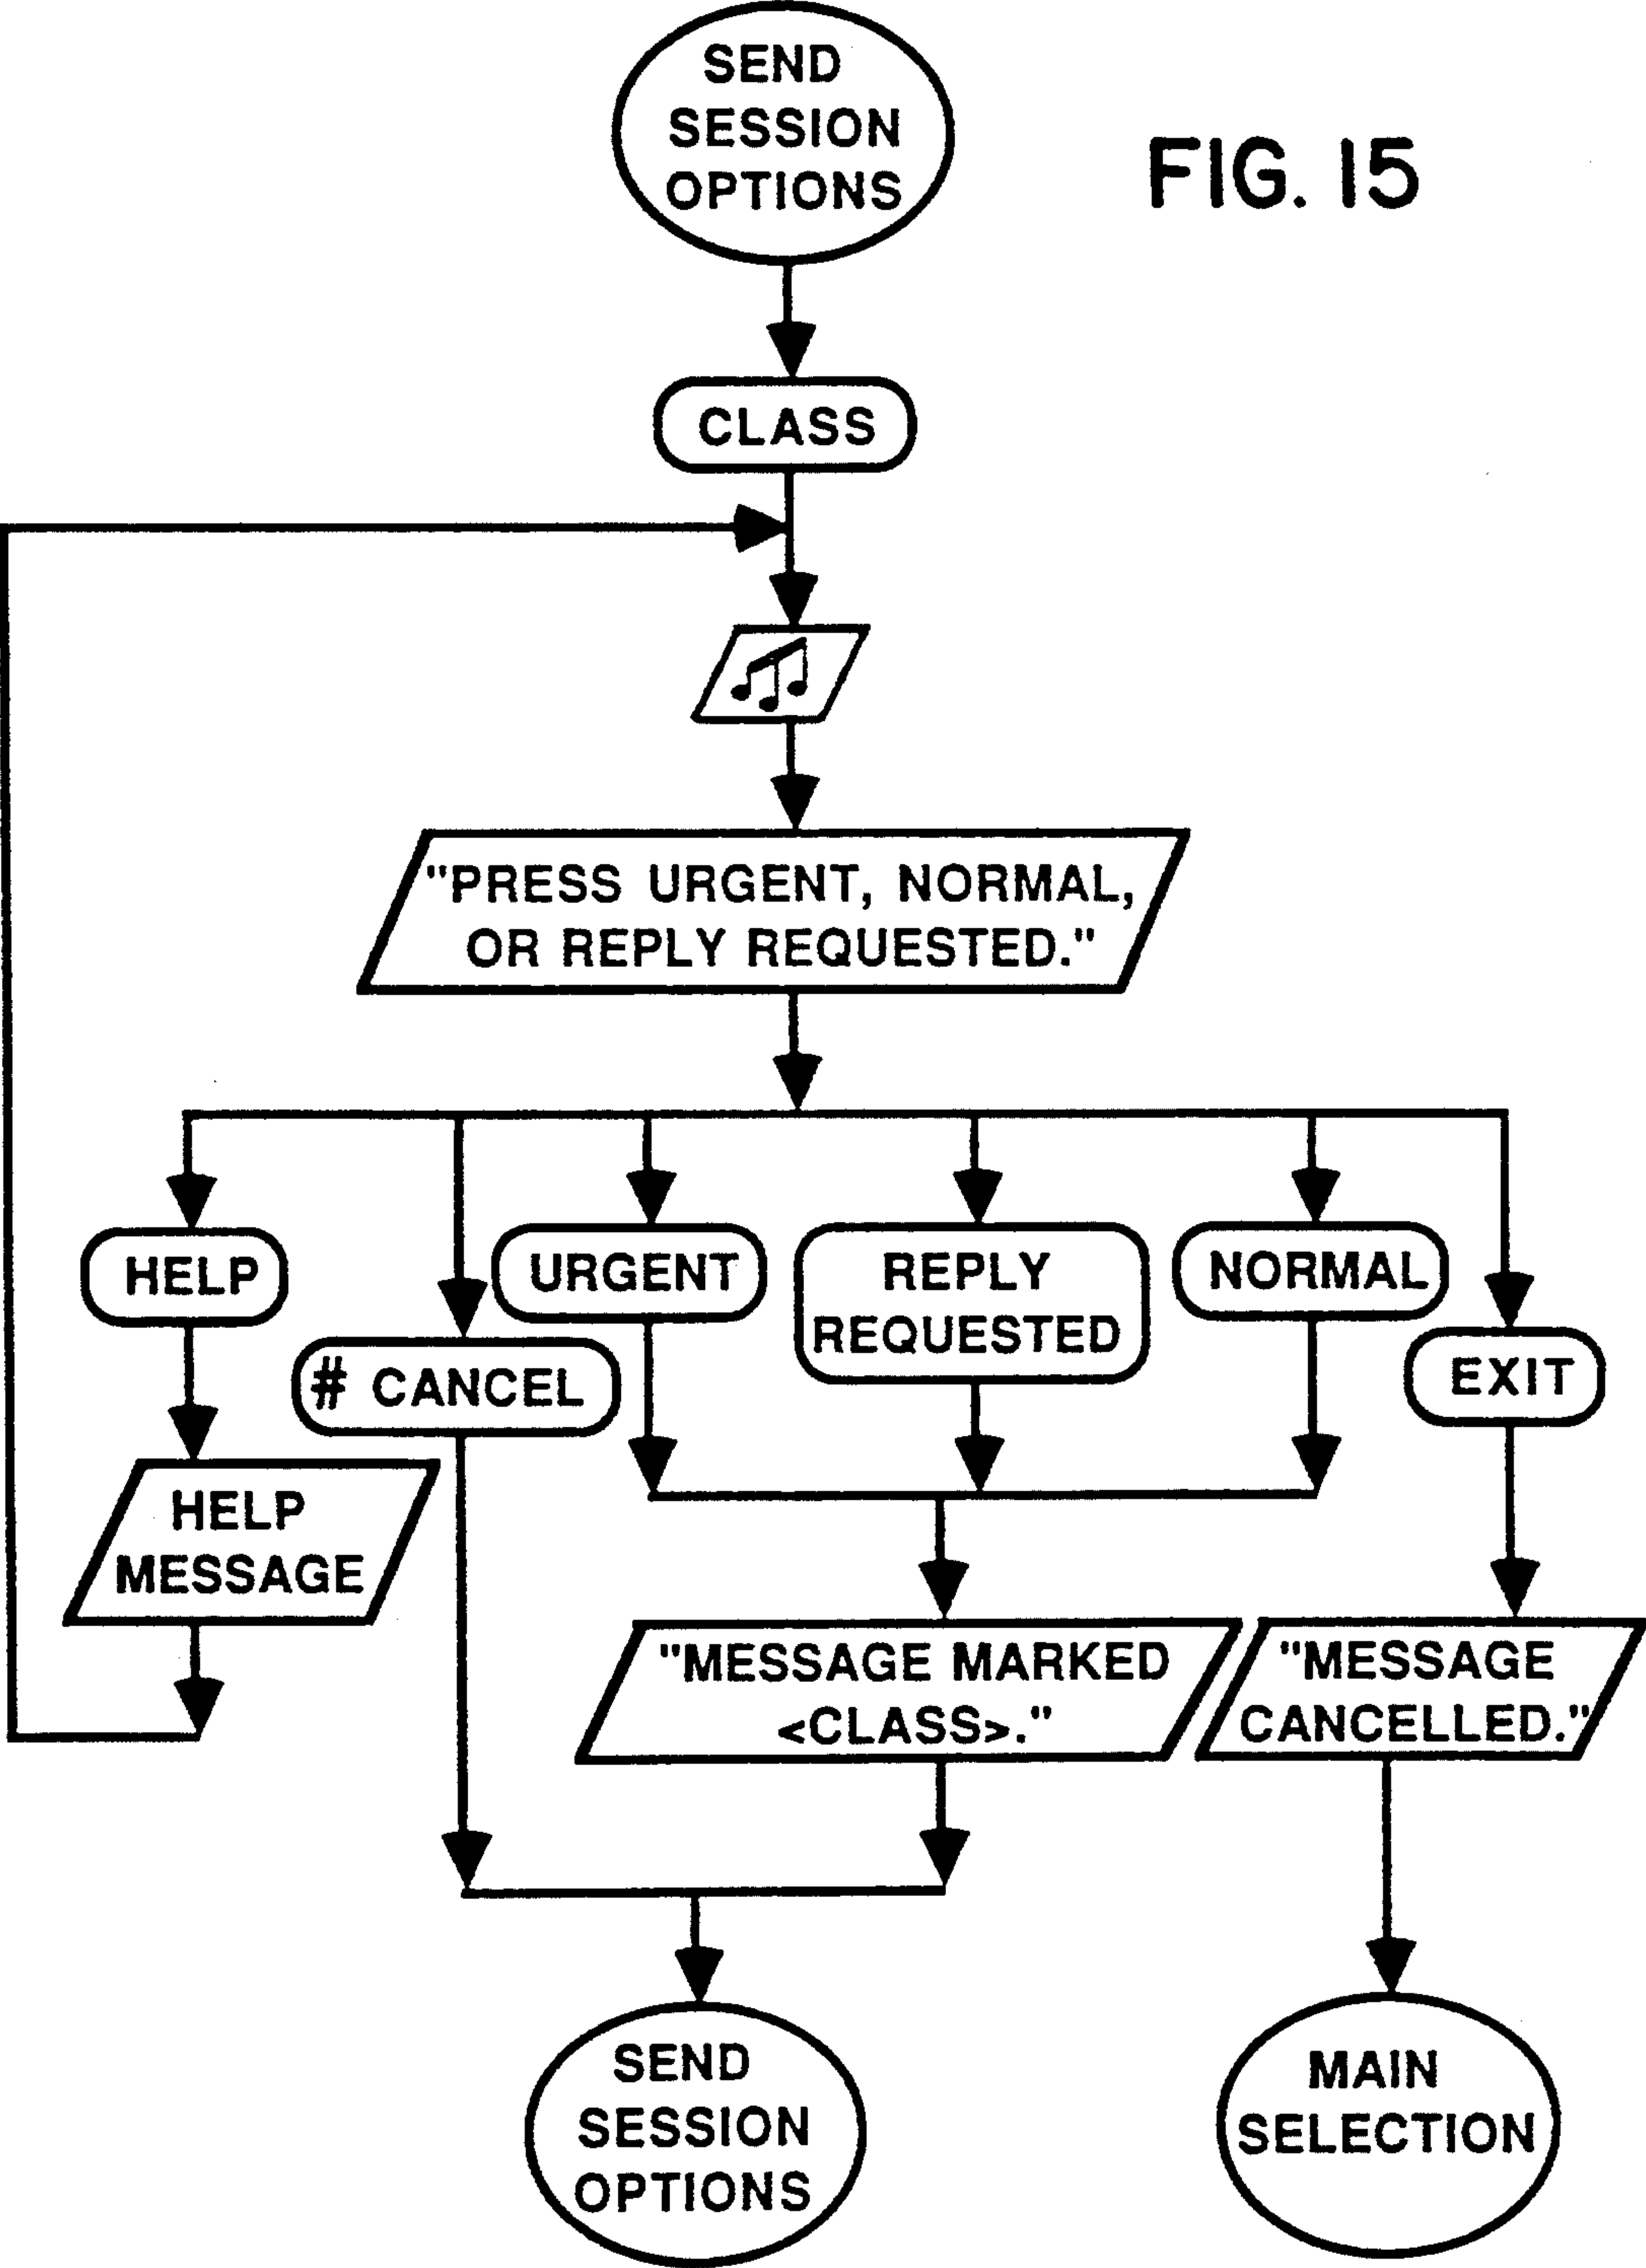 SEND
SESSION
OPTIONS
FIG. 15
CLASS
"PRESS URGENT, NORMAL,
OR REPLY REQUESTED."
HELP
# CANCEL
URGENT
REPLY
REQUESTED
NORMAL
EXIT
HELP
MESSAGE
"MESSAGE MARKED
<CLASS>."
"MESSAGE
CANCELLED."
SEND
SESSION
OPTIONS
MAIN
SELECTION